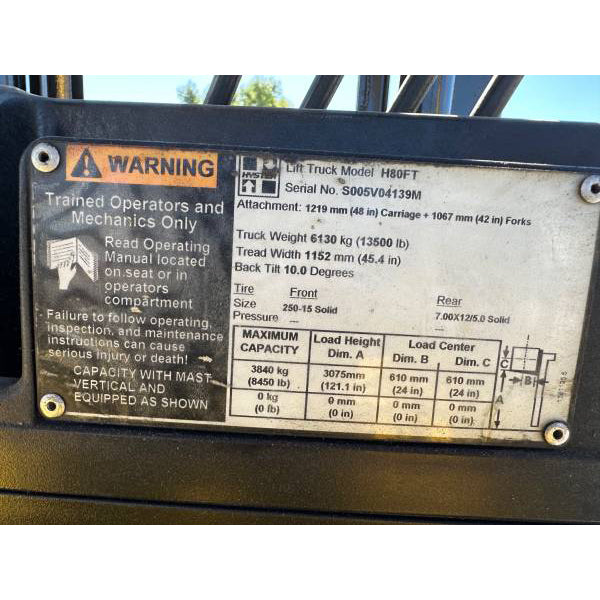 WARNING
Trained Operators and
Mechanics Only
Read Operating
Manual located
on seat or in
operators
compartment
Failure to follow operating,
inspection, and maintenance
instructions can cause
serious injury or death!
CAPACITY WITH MAST
VERTICAL AND
EQUIPPED AS SHOWN
HYSTER
Lift Truck Model H80FT
Serial No. S005V04139M
Attachment: 1219 mm (48 in) Carriage + 1067 mm (42 in) Forks
Truck Weight 6130 kg (13500 lb)
Tread Width 1152 mm (45.4 in)
Back Tilt 10.0 Degrees
Tire Front Rear
Size 250-15 Solid 7.00X12/5.0 Solid
Pressure
MAXIMUM CAPACITY Load Height Dim. A Load Center Dim. B Dim. C
3840 kg (8450 lb) 3075mm (121.1 in) 610 mm (24 in) 610 mm (24 in)
0 kg (0 lb) 0 mm (0 in) 0 mm (0 in) 0 mm (0 in)
C
B
A